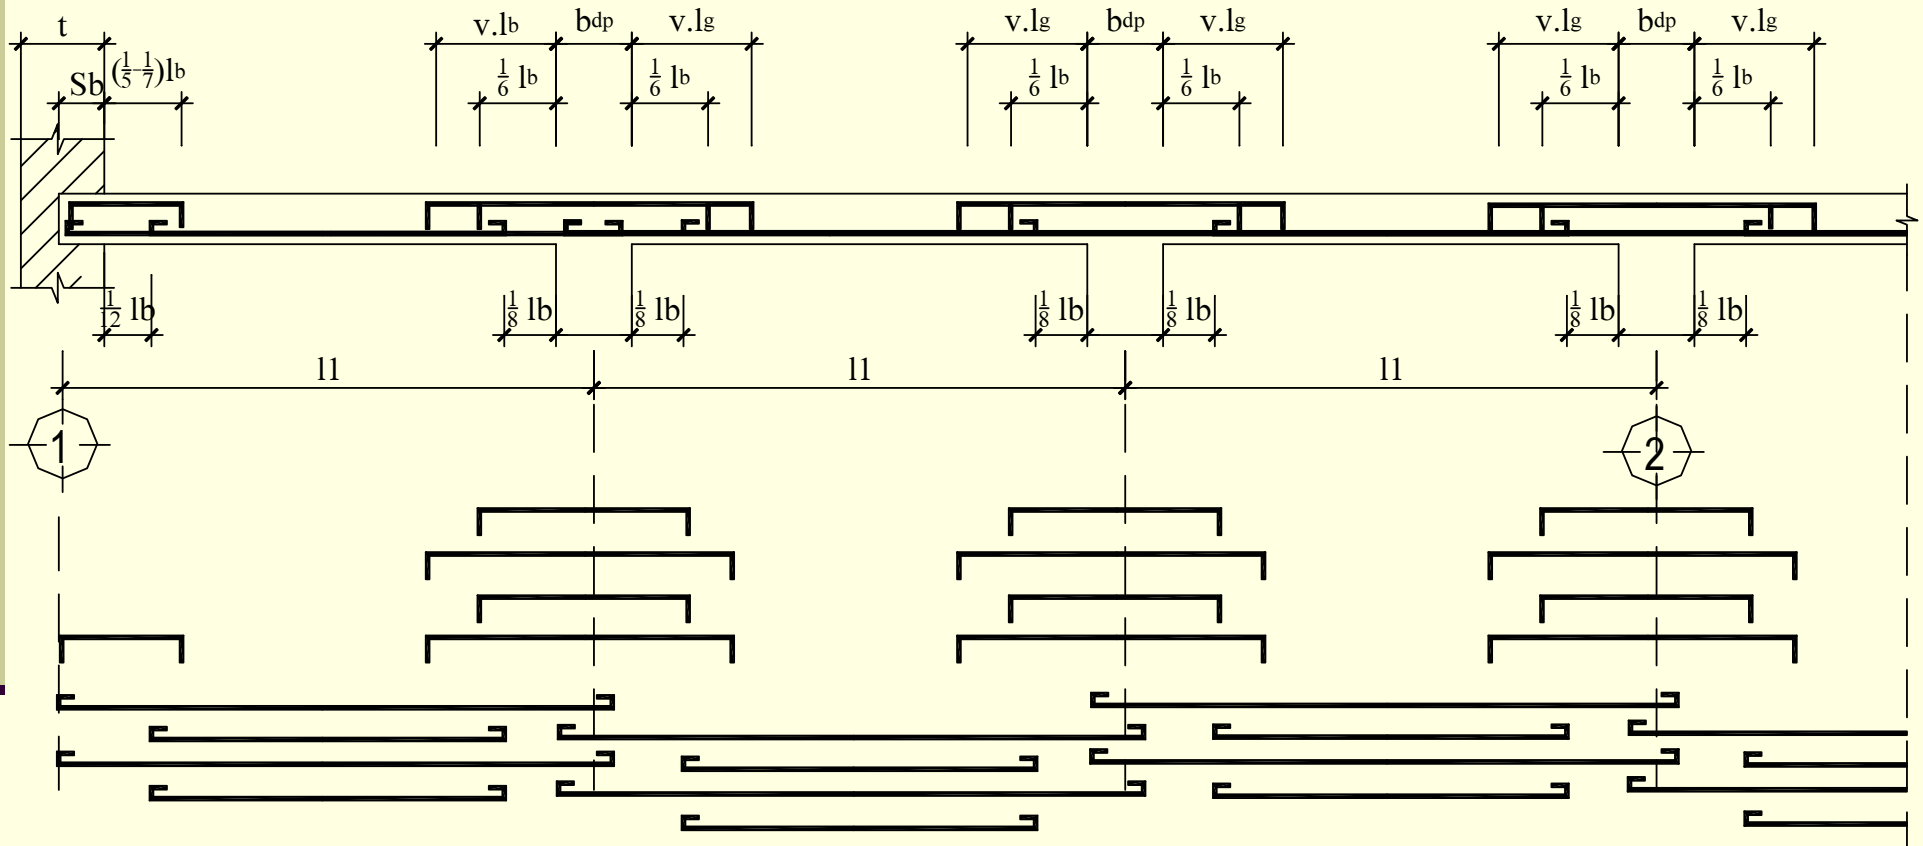 t v.lb bdp v.lg v.lg bdp v.lg v.lg bdp v.lg
Sb (1/5-1/7)lb 1/6 lb 1/6 lb 1/6 lb 1/6 lb 1/6 lb 1/6 lb
1/12 lb 1/8 lb 1/8 lb 1/8 lb 1/8 lb 1/8 lb 1/8 lb
l1 l1 l1
1 2